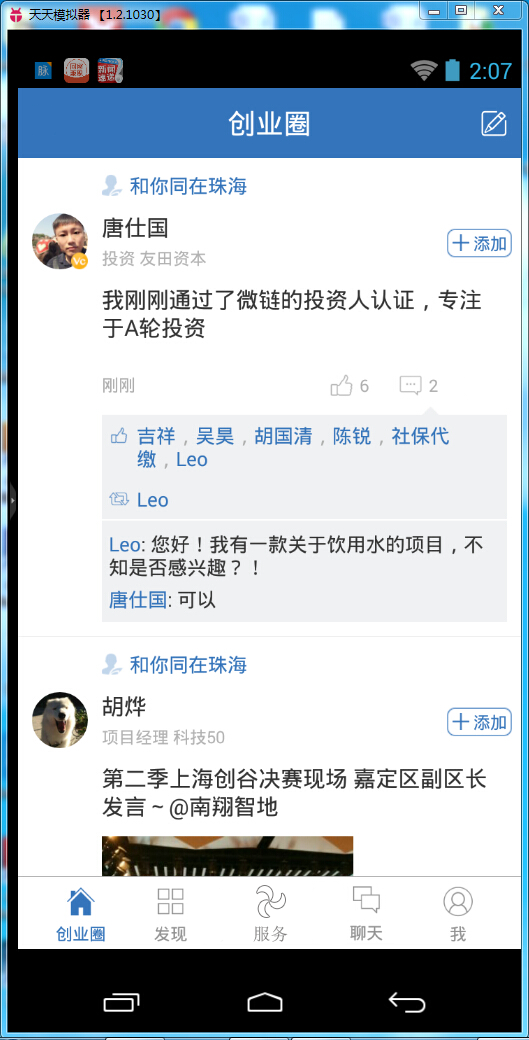 天天模拟器 【1.2.1030】
脉
2:07
创业圈
和你同在珠海
唐仕国
添加
投资 友田资本
VC
我刚刚通过了微链的投资人认证，专注
于A轮投资
刚刚
6
2
吉祥，吴昊，胡国清，陈锐，社保代
缴，Leo
Leo
Leo: 您好！我有一款关于饮用水的项目，不
知是否感兴趣？！
唐仕国: 可以
和你同在珠海
胡烨
添加
项目经理 科技50
第二季上海创谷决赛现场 嘉定区副区长
发言～@南翔智地
创业圈
发现
服务
聊天
我